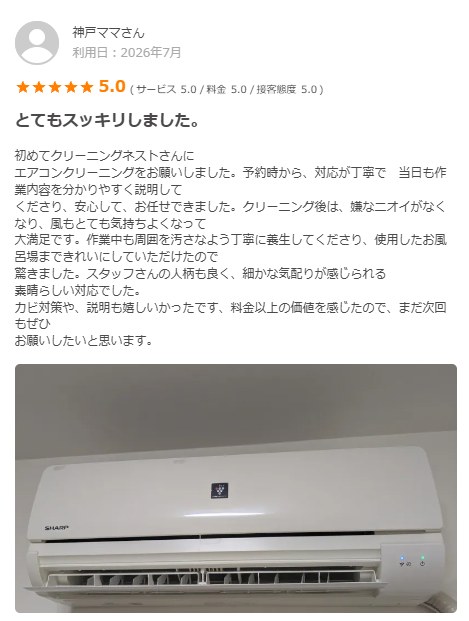 神戸ママさん
利用日：2026年7月
★★★★★ 5.0 ( サービス 5.0 / 料金 5.0 / 接客態度 5.0 )
とてもスッキリしました。
初めてクリーニングネストさんに
エアコンクリーニングをお願いしました。予約時から、対応が丁寧で　当日も作
業内容を分かりやすく説明して
くださり、安心して、お任せできました。クリーニング後は、嫌なニオイがなく
なり、風もとても気持ちよくなって
大満足です。作業中も周囲を汚さなよう丁寧に養生してくださり、使用したお風
呂場まできれいにしていただけたので
驚きました。スタッフさんの人柄も良く、細かな気配りが感じられる
素晴らしい対応でした。
カビ対策や、説明も嬉しいかったです、料金以上の価値を感じたので、まだ次回
もぜひ
お願いしたいと思います。
SHARP